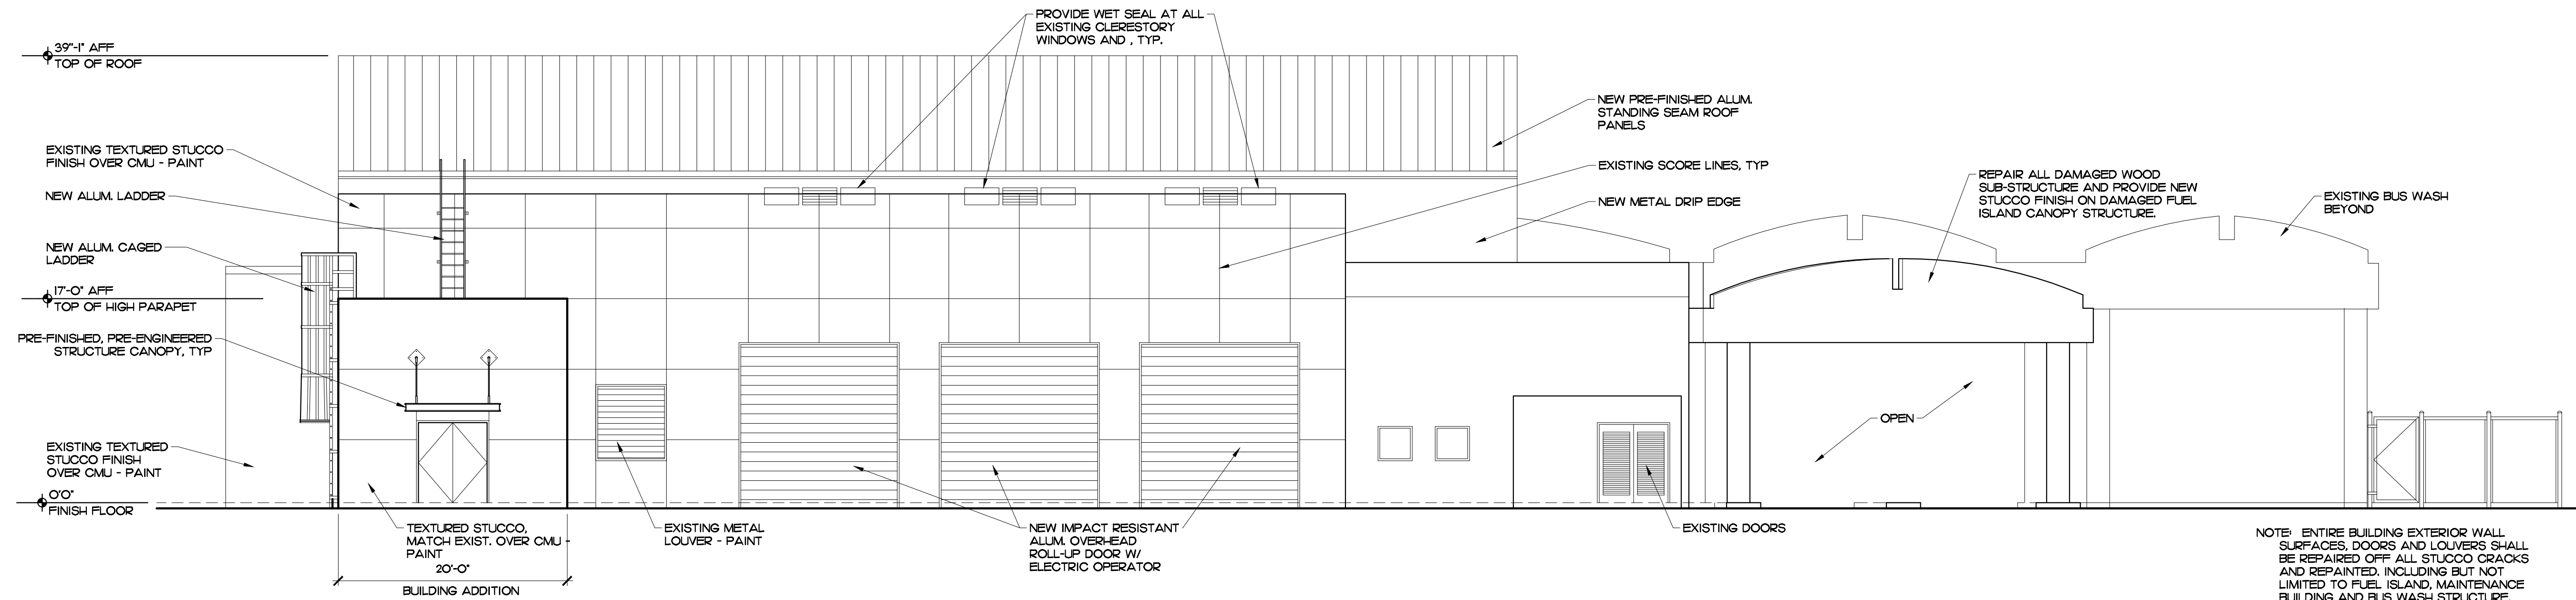 PROVIDE WET SEAL AT ALL
EXISTING CLERESTORY
WINDOWS AND , TYP.
39'-1" AFF
TOP OF ROOF
NEW PRE-FINISHED ALUM.
STANDING SEAM ROOF
PANELS
EXISTING TEXTURED STUCCO
FINISH OVER CMU - PAINT
EXISTING SCORE LINES, TYP
REPAIR ALL DAMAGED WOOD
SUB-STRUCTURE AND PROVIDE NEW
STUCCO FINISH ON DAMAGED FUEL
ISLAND CANOPY STRUCTURE.
NEW ALUM. LADDER
NEW METAL DRIP EDGE
EXISTING BUS WASH
BEYOND
NEW ALUM. CAGED
LADDER
17'-0" AFF
TOP OF HIGH PARAPET
PRE-FINISHED, PRE-ENGINEERED
STRUCTURE CANOPY, TYP
OPEN
EXISTING TEXTURED
STUCCO FINISH
OVER CMU - PAINT
0'0"
FINISH FLOOR
TEXTURED STUCCO,
MATCH EXIST. OVER CMU -
PAINT
EXISTING METAL
LOUVER - PAINT
NEW IMPACT RESISTANT
ALUM. OVERHEAD
ROLL-UP DOOR W/
ELECTRIC OPERATOR
EXISTING DOORS
20'-0"
BUILDING ADDITION
NOTE: ENTIRE BUILDING EXTERIOR WALL
SURFACES, DOORS AND LOUVERS SHALL
BE REPAIRED OFF ALL STUCCO CRACKS
AND REPAINTED. INCLUDING BUT NOT
LIMITED TO FUEL ISLAND, MAINTENANCE
BUILDING AND BUS WASH STRUCTURE.